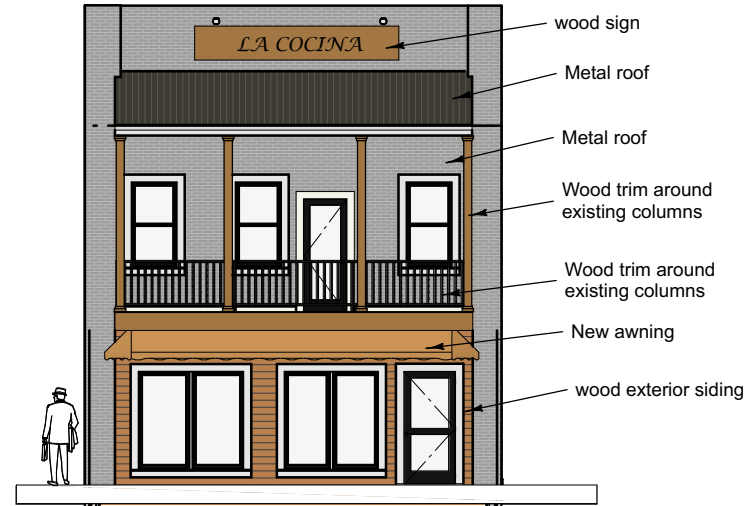 wood sign
LA COCINA
Metal roof
Metal roof
Wood trim around
existing columns
Wood trim around
existing columns
New awning
wood exterior siding